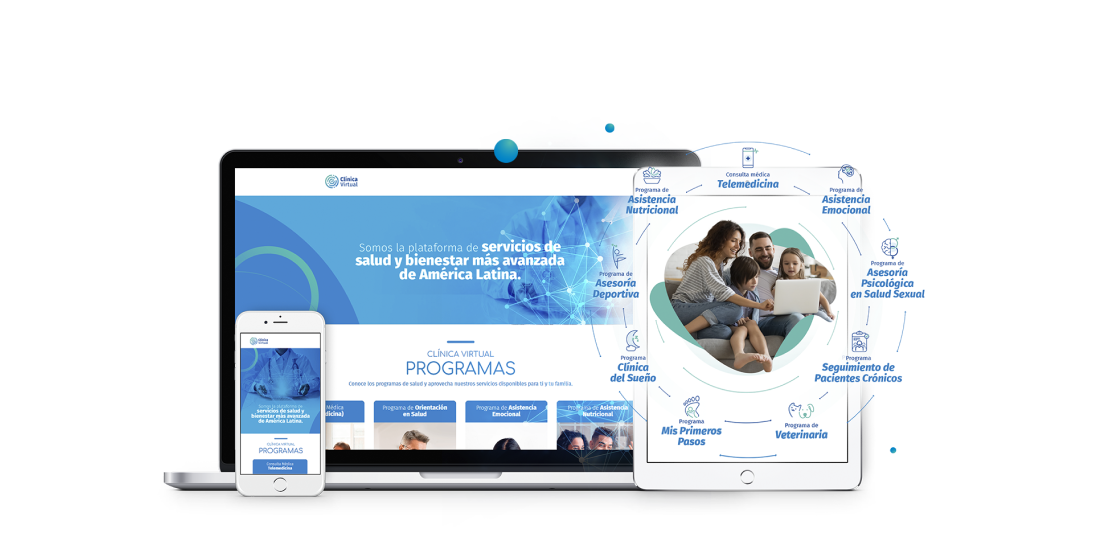 Clínica
Virtual
Somos la plataforma de servicios de
salud y bienestar más avanzada
de América Latina.
CLÍNICA VIRTUAL
PROGRAMAS
Conoce los programas de salud y aprovecha nuestros servicios disponibles para ti y tu familia.
Médica
dicina)
Programa de Orientación
en Salud
Programa de Asistencia
Emocional
Programa de Asistencia
Nutricional
Clínica
Virtual
Somos la plataforma de
servicios de salud y
bienestar más avanzada
de América Latina.
CLÍNICA VIRTUAL
PROGRAMAS
Consulta Médica
Telemedicina
Consulta médica
Telemedicina
Programa de
Asistencia
Emocional
Programa de
Asesoría
Psicológica
en Salud Sexual
Programa
Seguimiento de
Pacientes Crónicos
Programa de
Veterinaria
Programa
Mis Primeros
Pasos
Programa
Clínica
del Sueño
Programa de
Asesoría
Deportiva
Programa de
Asistencia
Nutricional